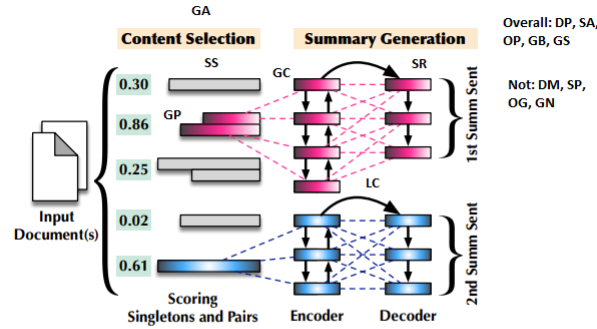 GA
Overall: DP, SA,
OP, GB, GS
Content Selection
Summary Generation
SS
GC
SR
Not: DM, SP,
OG, GN
0.30
GP
0.86
1st Summ Sent
0.25
LC
Input
Document(s)
0.02
0.61
2nd Summ Sent
Scoring
Singletons and Pairs
Encoder
Decoder